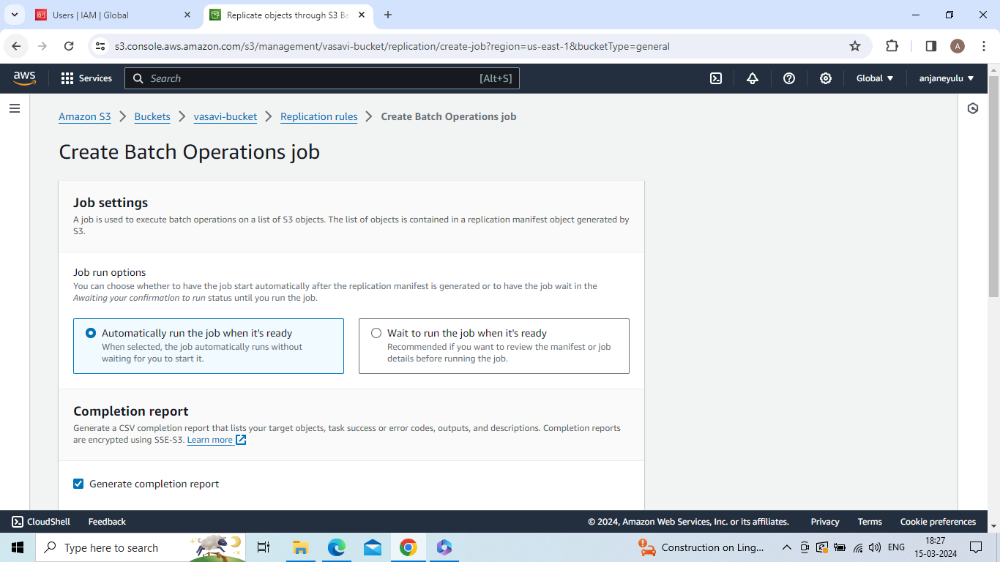 Users | IAM | Global
Replicate objects through S3 Ba
s3.console.aws.amazon.com/s3/management/vasavi-bucket/replication/create-job?region=us-east-1&bucketType=general
A
aws
Services
Search
[Alt+S]
Global
anjaneyulu
Amazon S3
Buckets
vasavi-bucket
Replication rules
Create Batch Operations job
Create Batch Operations job
Job settings
A job is used to execute batch operations on a list of S3 objects. The list of objects is contained in a replication manifest object generated by
S3.
Job run options
You can choose whether to have the job start automatically after the replication manifest is generated or to have the job wait in the
Awaiting your confirmation to run status until you run the job.
Automatically run the job when it's ready
When selected, the job automatically runs without
waiting for you to start it.
Wait to run the job when it's ready
Recommended if you want to review the manifest or job
details before running the job.
Completion report
Generate a CSV completion report that lists your target objects, task success or error codes, outputs, and descriptions. Completion reports
are encrypted using SSE-S3. Learn more
Generate completion report
CloudShell
Feedback
© 2024, Amazon Web Services, Inc. or its affiliates.
Privacy
Terms
Cookie preferences
Type here to search
Construction on Ling...
ENG
18:27
15-03-2024